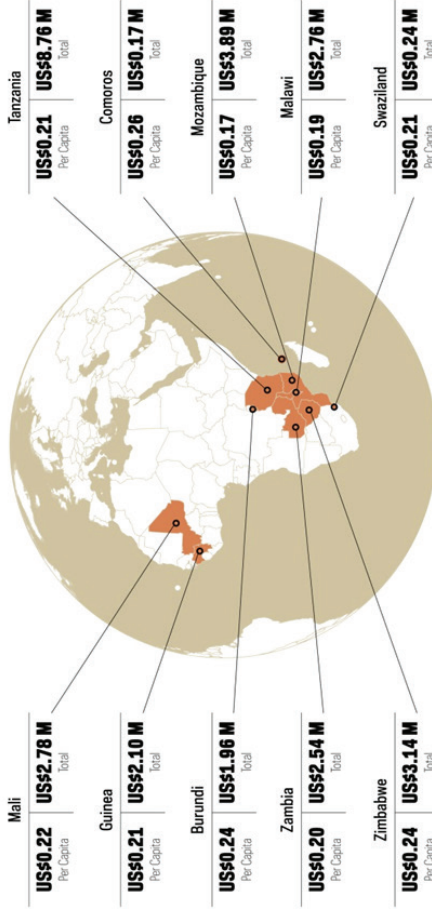 Mali
US$0.22 US$2.78 M
Per Capita Total
Guinea
US$0.21 US$2.10 M
Per Capita Total
Burundi
US$0.24 US$1.96 M
Per Capita Total
Zambia
US$0.20 US$2.54 M
Per Capita Total
Zimbabwe
US$0.24 US$3.14 M
Per Capita Total
Tanzania
US$0.21 US$8.76 M
Per Capita Total
Comoros
US$0.26 US$0.17 M
Per Capita Total
Mozambique
US$0.17 US$3.89 M
Per Capita Total
Malawi
US$0.19 US$2.76 M
Per Capita Total
Swaziland
US$0.21 US$0.24 M
Per Capita Total